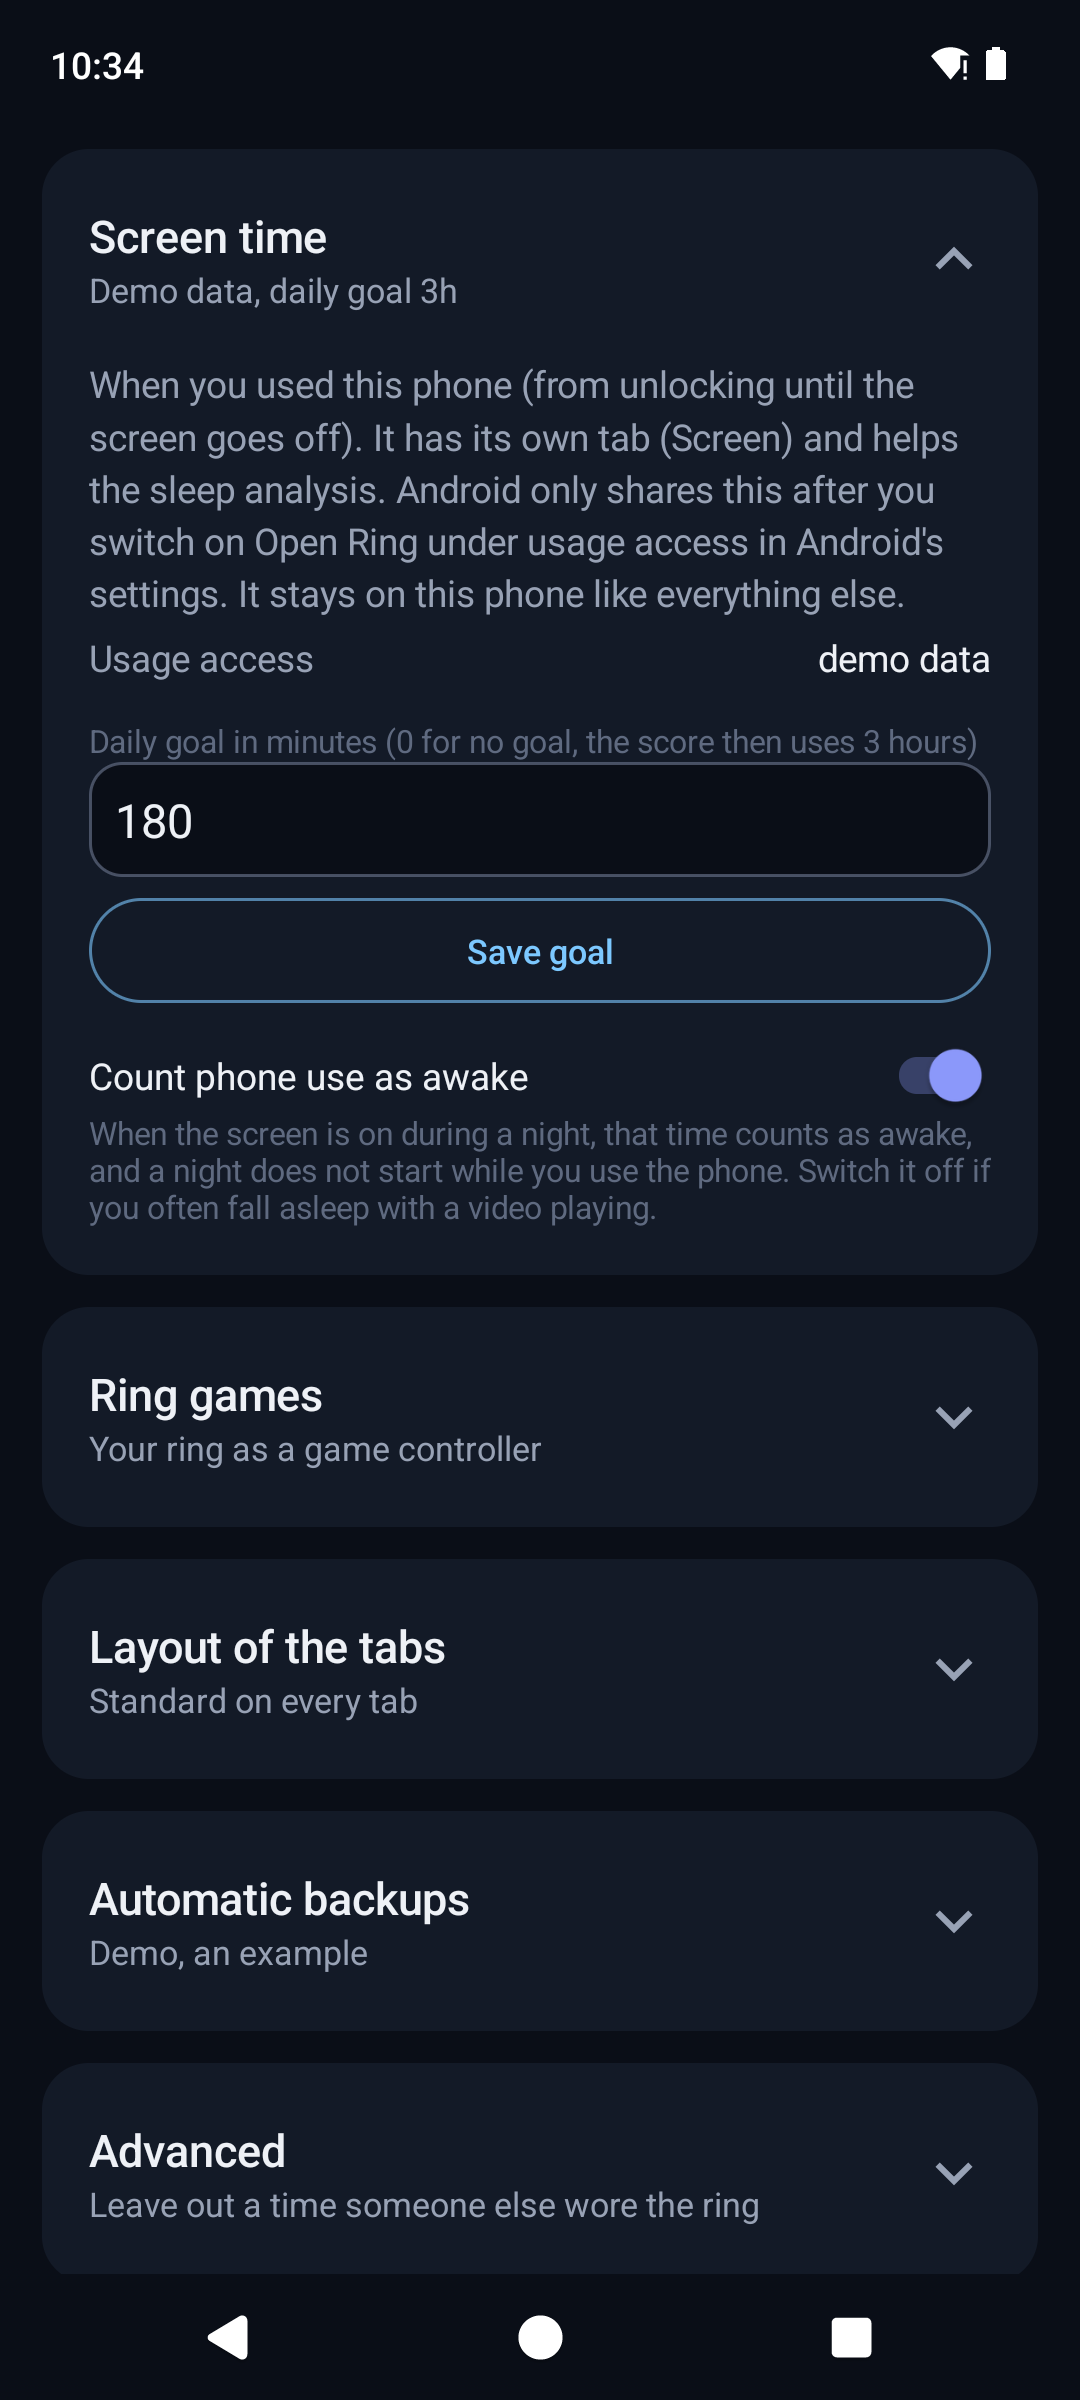 10:34
Screen time
Demo data, daily goal 3h
When you used this phone (from unlocking until the
screen goes off). It has its own tab (Screen) and helps
the sleep analysis. Android only shares this after you
switch on Open Ring under usage access in Android's
settings. It stays on this phone like everything else.
Usage access demo data
Daily goal in minutes (0 for no goal, the score then uses 3 hours)
180
Save goal
Count phone use as awake
When the screen is on during a night, that time counts as awake,
and a night does not start while you use the phone. Switch it off if
you often fall asleep with a video playing.
Ring games
Your ring as a game controller
Layout of the tabs
Standard on every tab
Automatic backups
Demo, an example
Advanced
Leave out a time someone else wore the ring